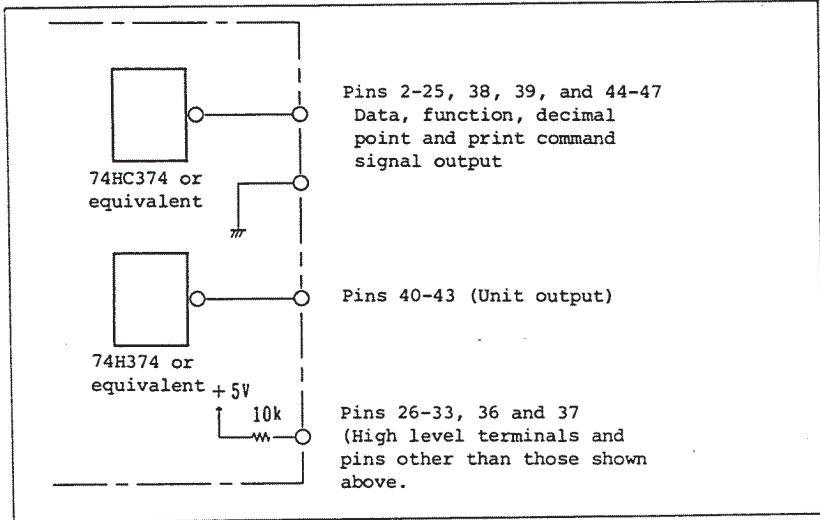 Pins 2-25, 38, 39, and 44-47
Data, function, decimal
point and print command
signal output
74HC374 or
equivalent
Pins 40-43 (Unit output)
74H374 or
equivalent
+ 5V
10k
Pins 26-33, 36 and 37
(High level terminals and
pins other than those shown
above.